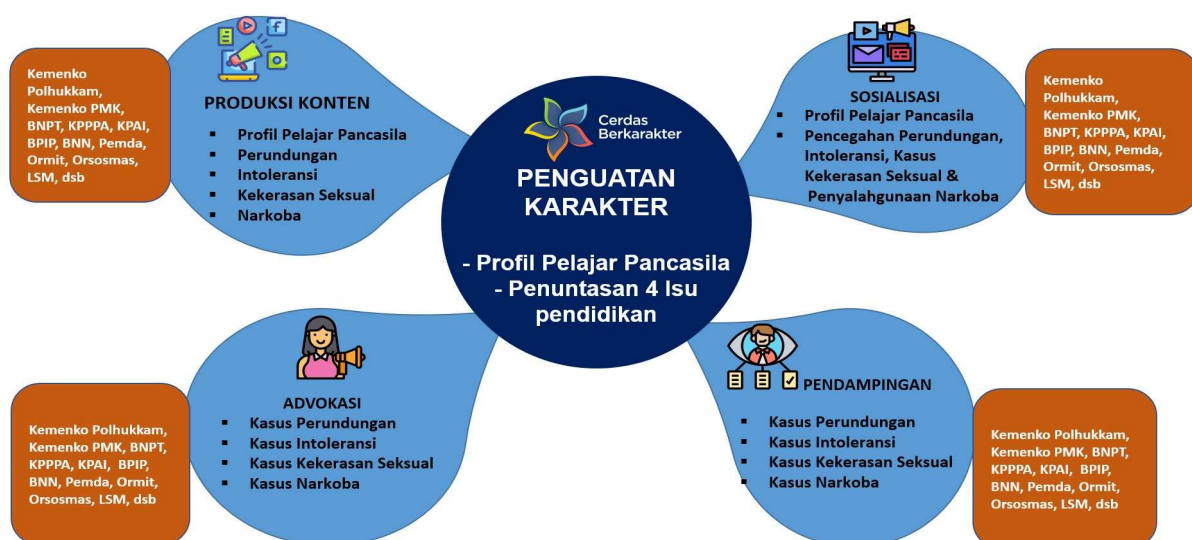 Kemenko
Polhukkam,
Kemenko PMK,
BNPT, KPPPA, KPAI,
BPIP, BNN, Pemda,
Ormit, Orsosmas,
LSM, dsb
PRODUKSI KONTEN
▪ Profil Pelajar Pancasila
▪ Perundungan
▪ Intoleransi
▪ Kekerasan Seksual
▪ Narkoba
Cerdas
Berkarakter
PENGUATAN
KARAKTER
- Profil Pelajar Pancasila
- Penuntasan 4 Isu
pendidikan
SOSIALISASI
▪ Profil Pelajar Pancasila
▪ Pencegahan Perundungan,
Intoleransi, Kasus
Kekerasan Seksual &
Penyalahgunaan Narkoba
Kemenko
Polhukkam,
Kemenko PMK,
BNPT, KPPPA, KPAI,
BPIP, BNN, Pemda,
Ormit, Orsosmas,
LSM, dsb
Kemenko Polhukkam,
Kemenko PMK, BNPT,
KPPPA, KPAI, BPIP,
BNN, Pemda, Ormit,
Orsosmas, LSM, dsb
ADVOKASI
▪ Kasus Perundungan
▪ Kasus Intoleransi
▪ Kasus Kekerasan Seksual
▪ Kasus Narkoba
PENDAMPINGAN
▪ Kasus Perundungan
▪ Kasus Intoleransi
▪ Kasus Kekerasan Seksual
▪ Kasus Narkoba
Kemenko Polhukkam,
Kemenko PMK, BNPT,
KPPPA, KPAI, BPIP,
BNN, Pemda, Ormit,
Orsosmas, LSM, dsb